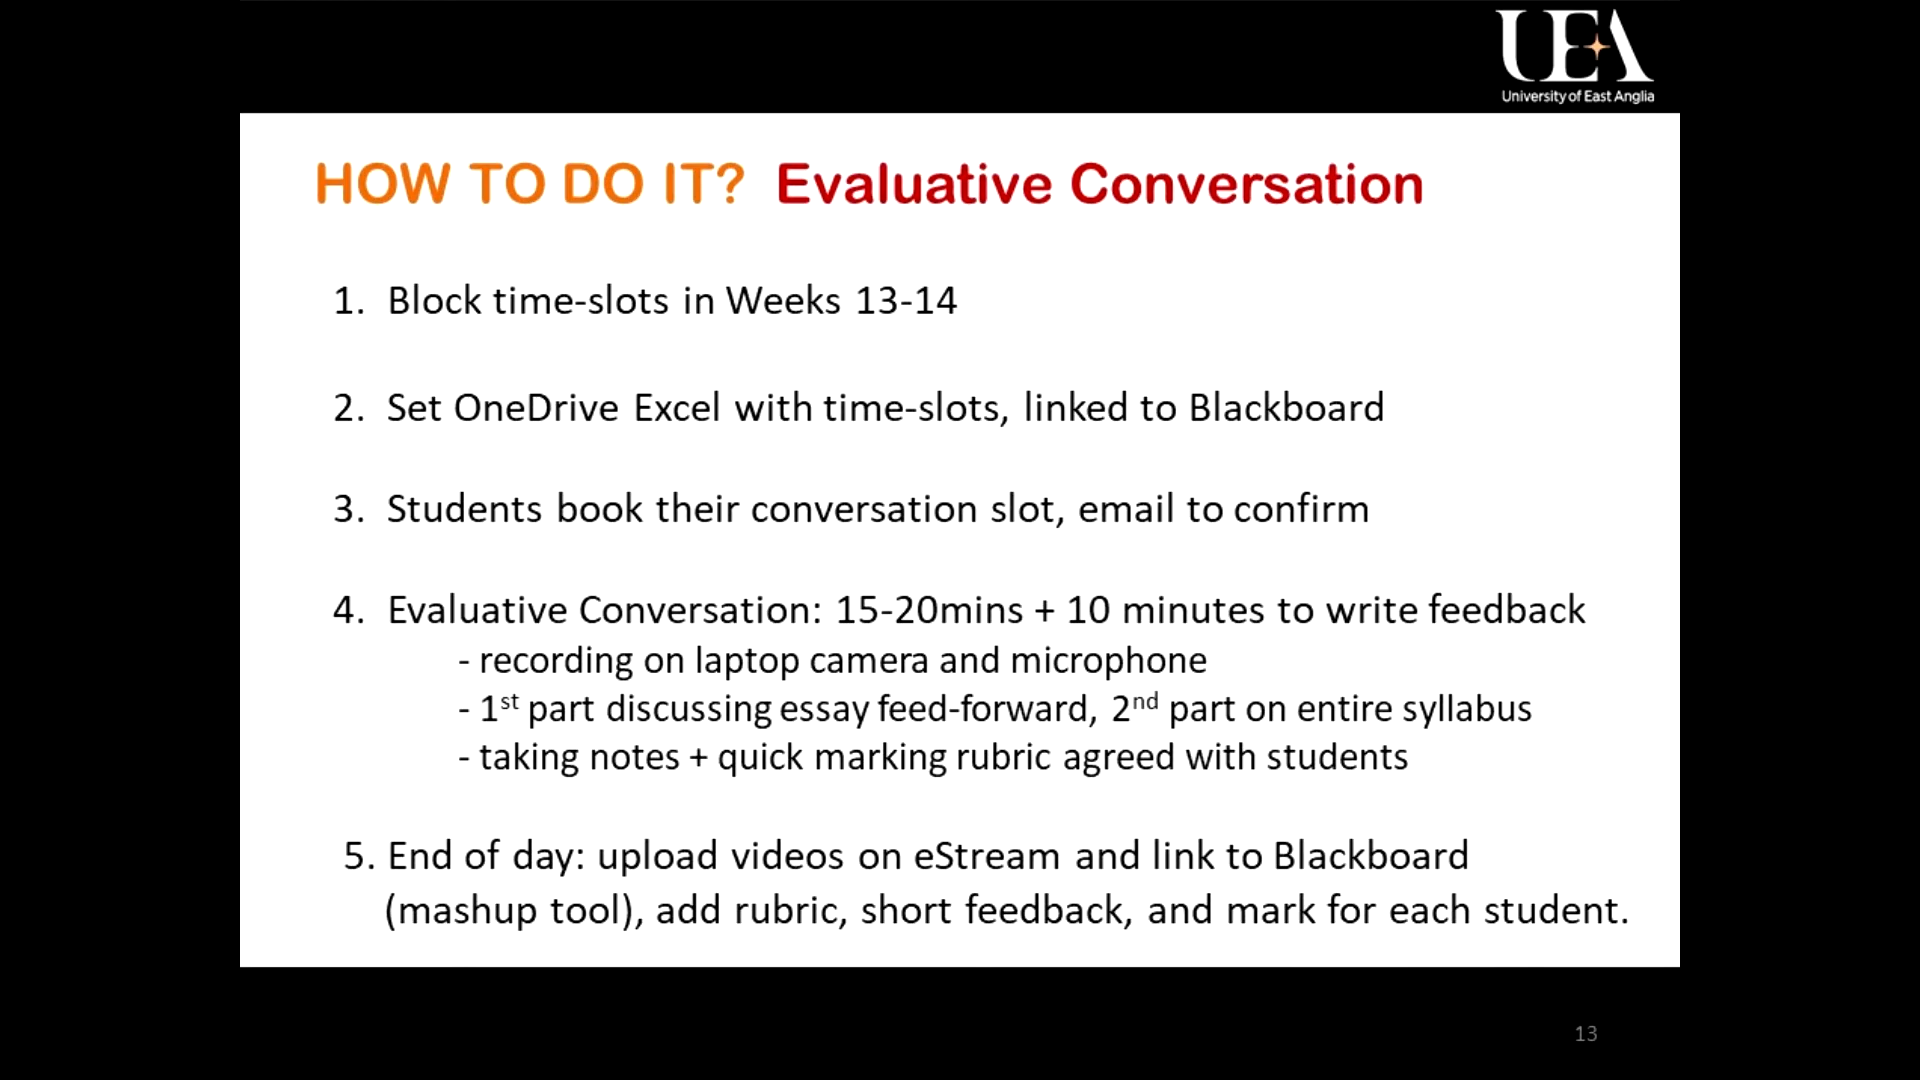 UEA
University of East Anglia
HOW TO DO IT? Evaluative Conversation
1. Block time-slots in Weeks 13-14
2. Set OneDrive Excel with time-slots, linked to Blackboard
3. Students book their conversation slot, email to confirm
4. Evaluative Conversation: 15-20mins + 10 minutes to write feedback
- recording on laptop camera and microphone
- 1st part discussing essay feed-forward, 2nd part on entire syllabus
- taking notes + quick marking rubric agreed with students
5. End of day: upload videos on eStream and link to Blackboard
(mashup tool), add rubric, short feedback, and mark for each student.
13